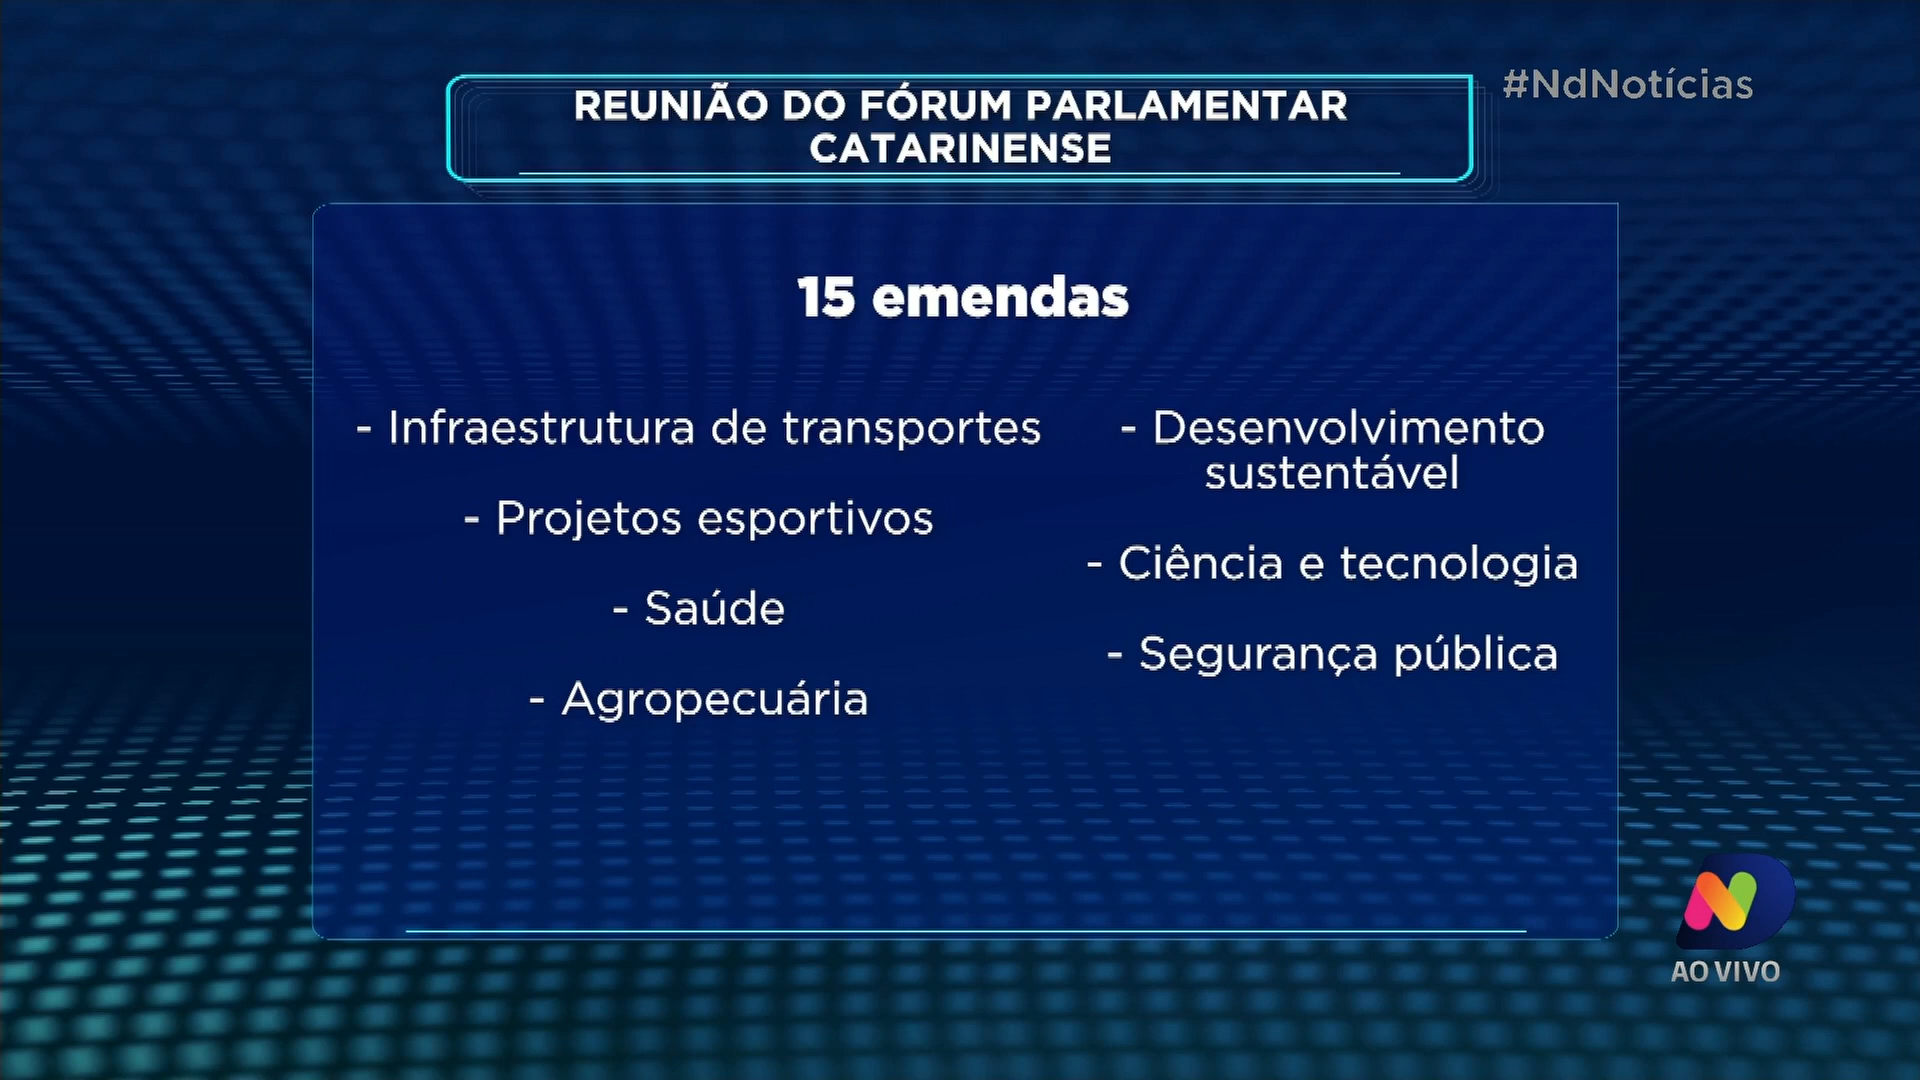 #NdNotícias
REUNIÃO DO FÓRUM PARLAMENTAR
CATARINENSE
15 emendas
- Infraestrutura de transportes
- Projetos esportivos
- Saúde
- Agropecuária
- Desenvolvimento
sustentável
- Ciência e tecnologia
- Segurança pública
AO VIVO